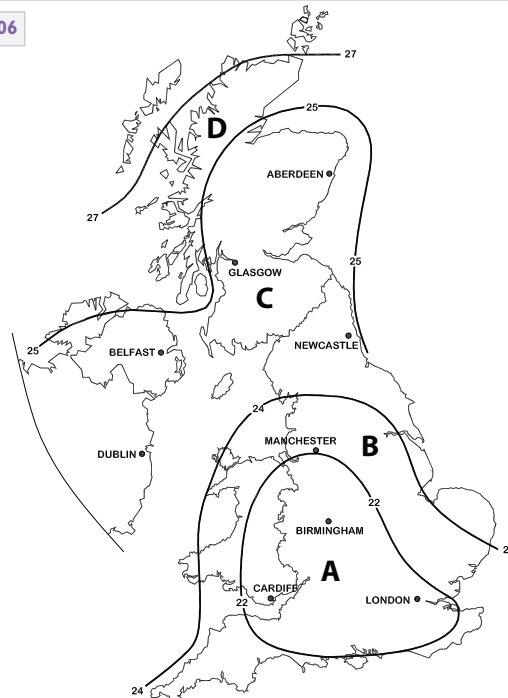 06
27
25
D
ABERDEEN
27
25
GLASGOW
C
NEWCASTLE
25
BELFAST
24
MANCHESTER
B
DUBLIN
22
BIRMINGHAM
A
CARDIFF
22
LONDON
24